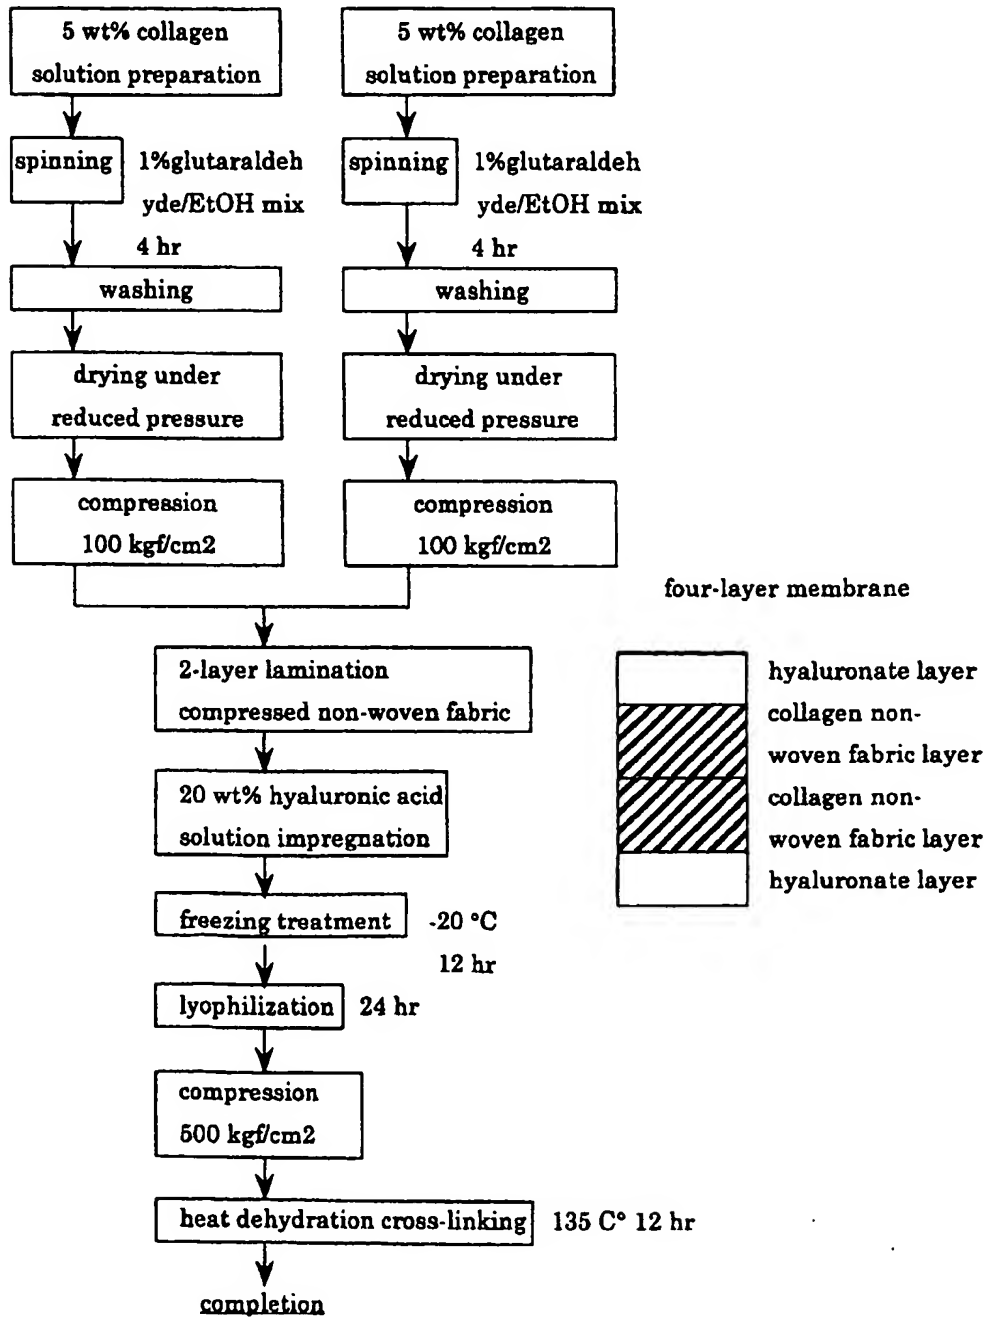 5 wt% collagen
solution preparation
5 wt% collagen
solution preparation
spinning
1%glutaraldeh
yde/EtOH mix
4 hr
spinning
1%glutaraldeh
yde/EtOH mix
4 hr
washing
washing
drying under
reduced pressure
drying under
reduced pressure
compression
100 kgf/cm2
compression
100 kgf/cm2
2-layer lamination
compressed non-woven fabric
20 wt% hyaluronic acid
solution impregnation
freezing treatment
-20 °C
12 hr
lyophilization
24 hr
compression
500 kgf/cm2
heat dehydration cross-linking
135 C° 12 hr
completion
four-layer membrane
hyaluronate layer
collagen non-
woven fabric layer
collagen non-
woven fabric layer
hyaluronate layer